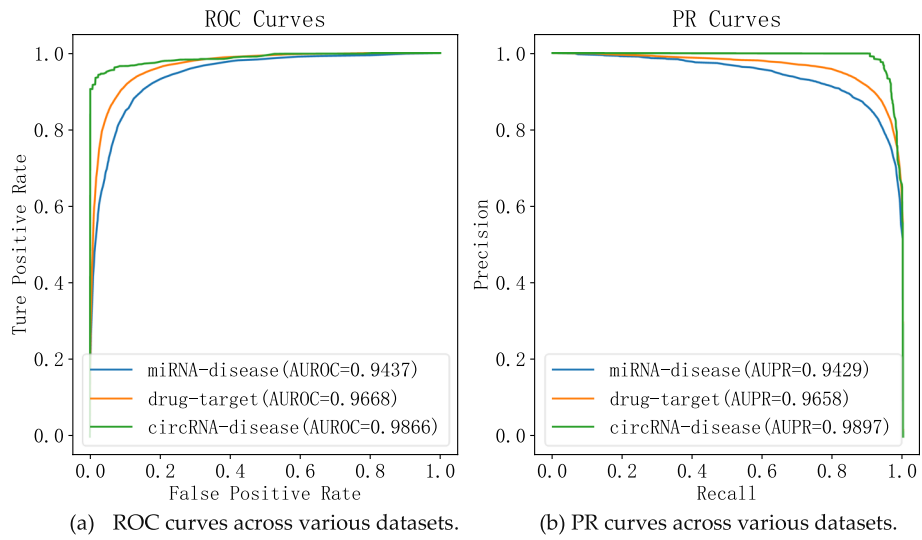 ROC Curves
1.0
0.8
0.6
0.4
0.2
0.0
Ture Positive Rate
miRNA-disease(AUROC=0.9437)
drug-target(AUROC=0.9668)
circRNA-disease(AUROC=0.9866)
0.0 0.2 0.4 0.6 0.8 1.0
False Positive Rate
(a) ROC curves across various datasets.
PR Curves
1.0
0.8
0.6
0.4
0.2
0.0
Precision
miRNA-disease(AUPR=0.9429)
drug-target(AUPR=0.9658)
circRNA-disease(AUPR=0.9897)
0.0 0.2 0.4 0.6 0.8 1.0
Recall
(b) PR curves across various datasets.